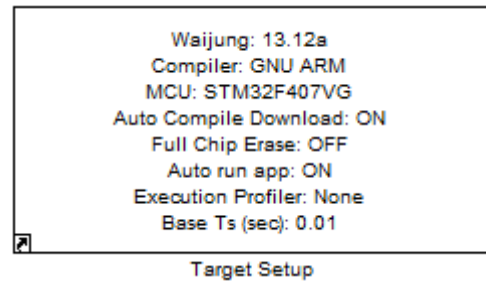 Waijung: 13.12a
Compiler: GNU ARM
MCU: STM32F407VG
Auto Compile Download: ON
Full Chip Erase: OFF
Auto run app: ON
Execution Profiler: None
Base Ts (sec): 0.01
Target Setup